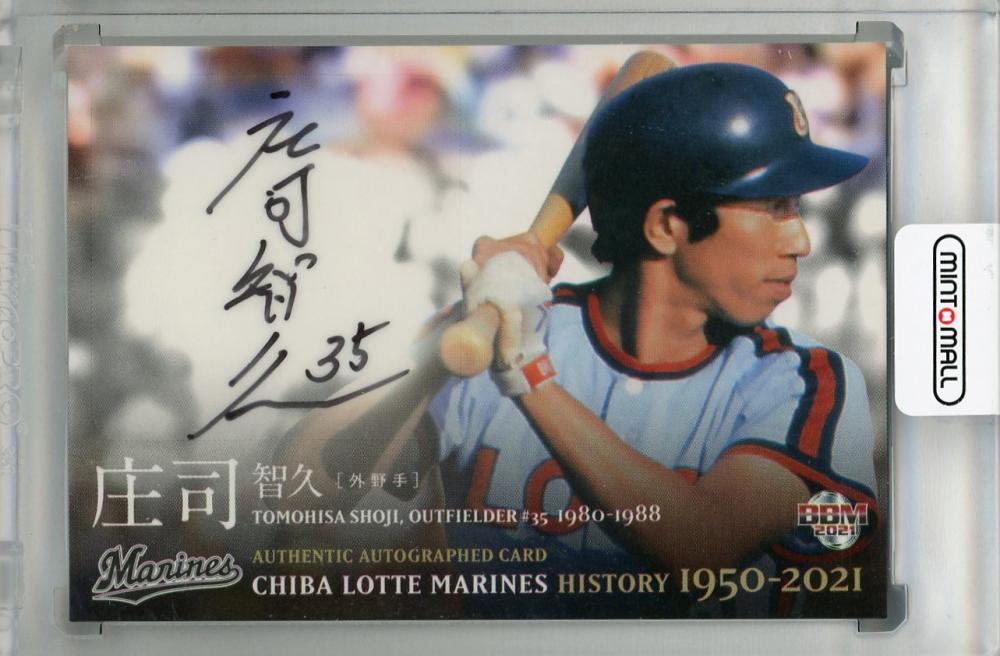 庄司
智久 35
庄司 智久 [外野手]
TOMOHISA SHOJI, OUTFIELDER #35 1980-1988
Marines
AUTHENTIC AUTOGRAPHED CARD
CHIBA LOTTE MARINES HISTORY 1950-2021
BBM
2021
LO
MINTOMALL